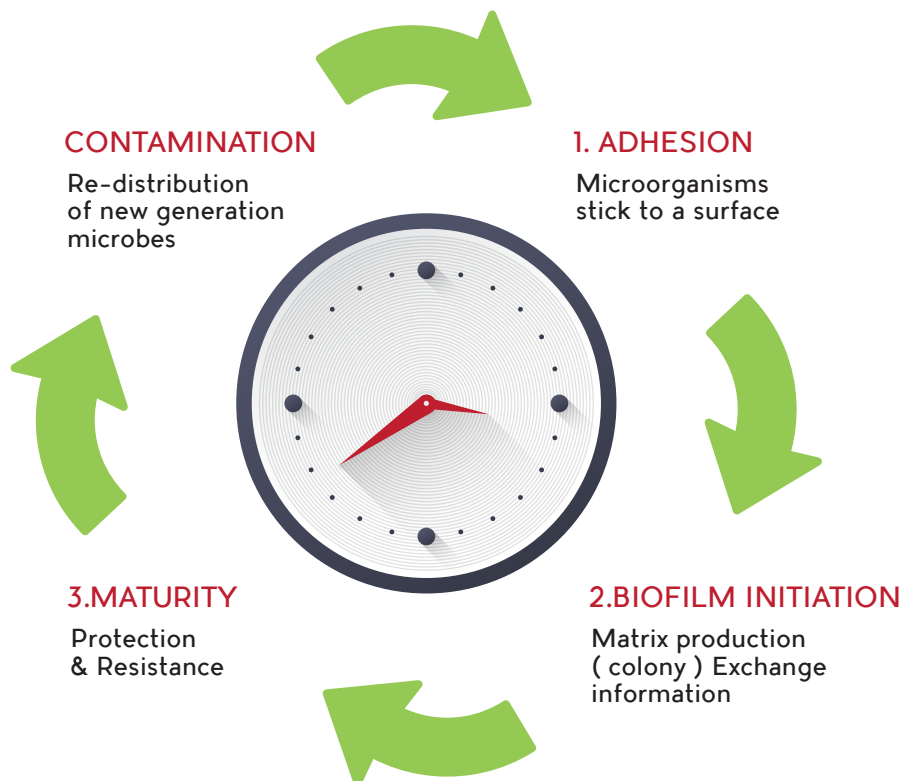 CONTAMINATION
Re-distribution
of new generation
microbes
1. ADHESION
Microorganisms
stick to a surface
3.MATURITY
Protection
& Resistance
2.BIOFILM INITIATION
Matrix production
( colony ) Exchange
information